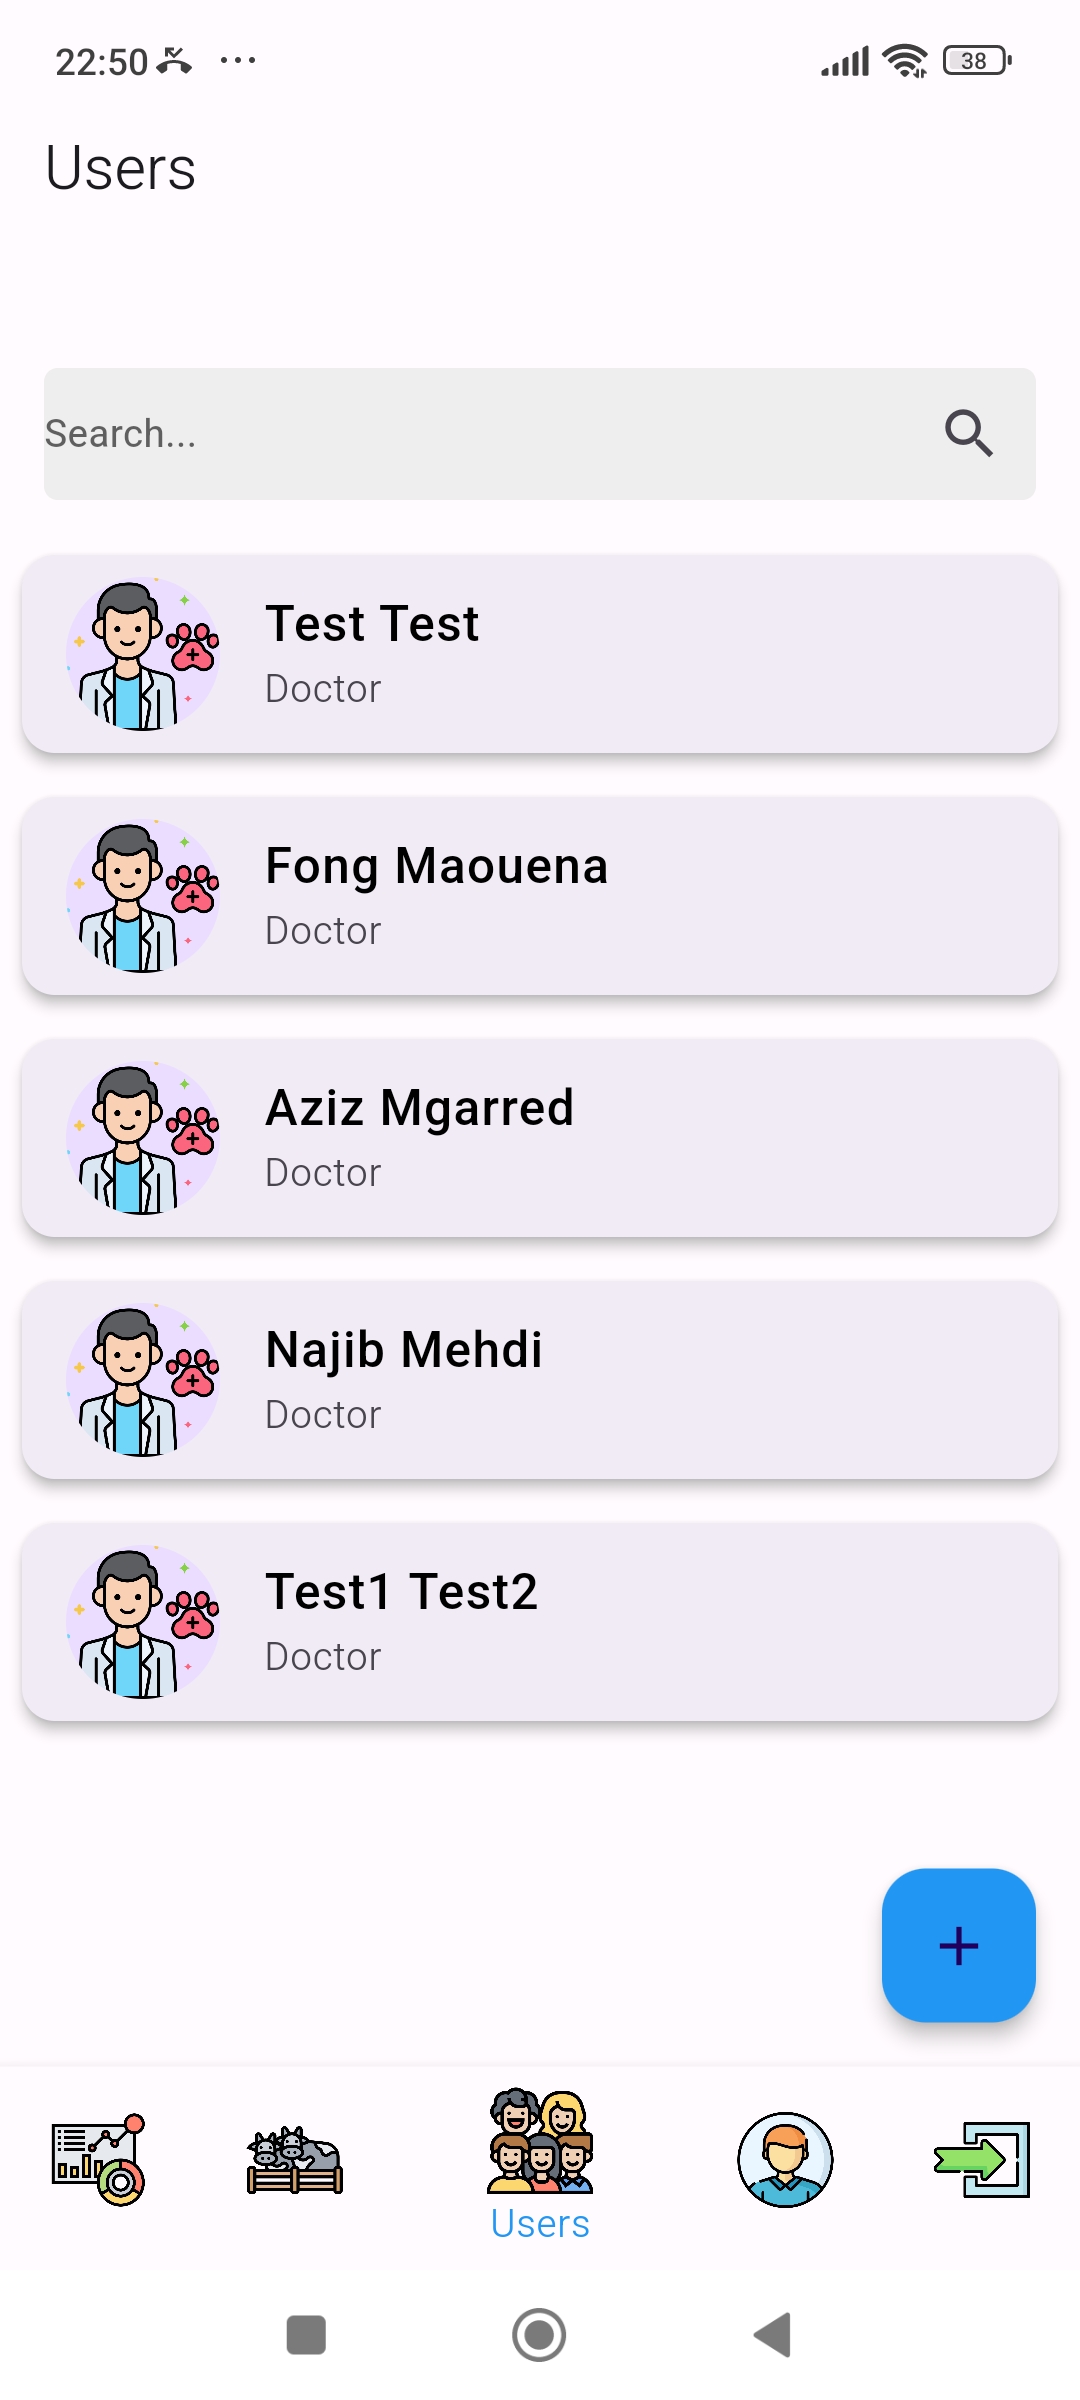 22:50
38
Users
Search...
Test Test
Doctor
Fong Maouena
Doctor
Aziz Mgarred
Doctor
Najib Mehdi
Doctor
Test1 Test2
Doctor
Users